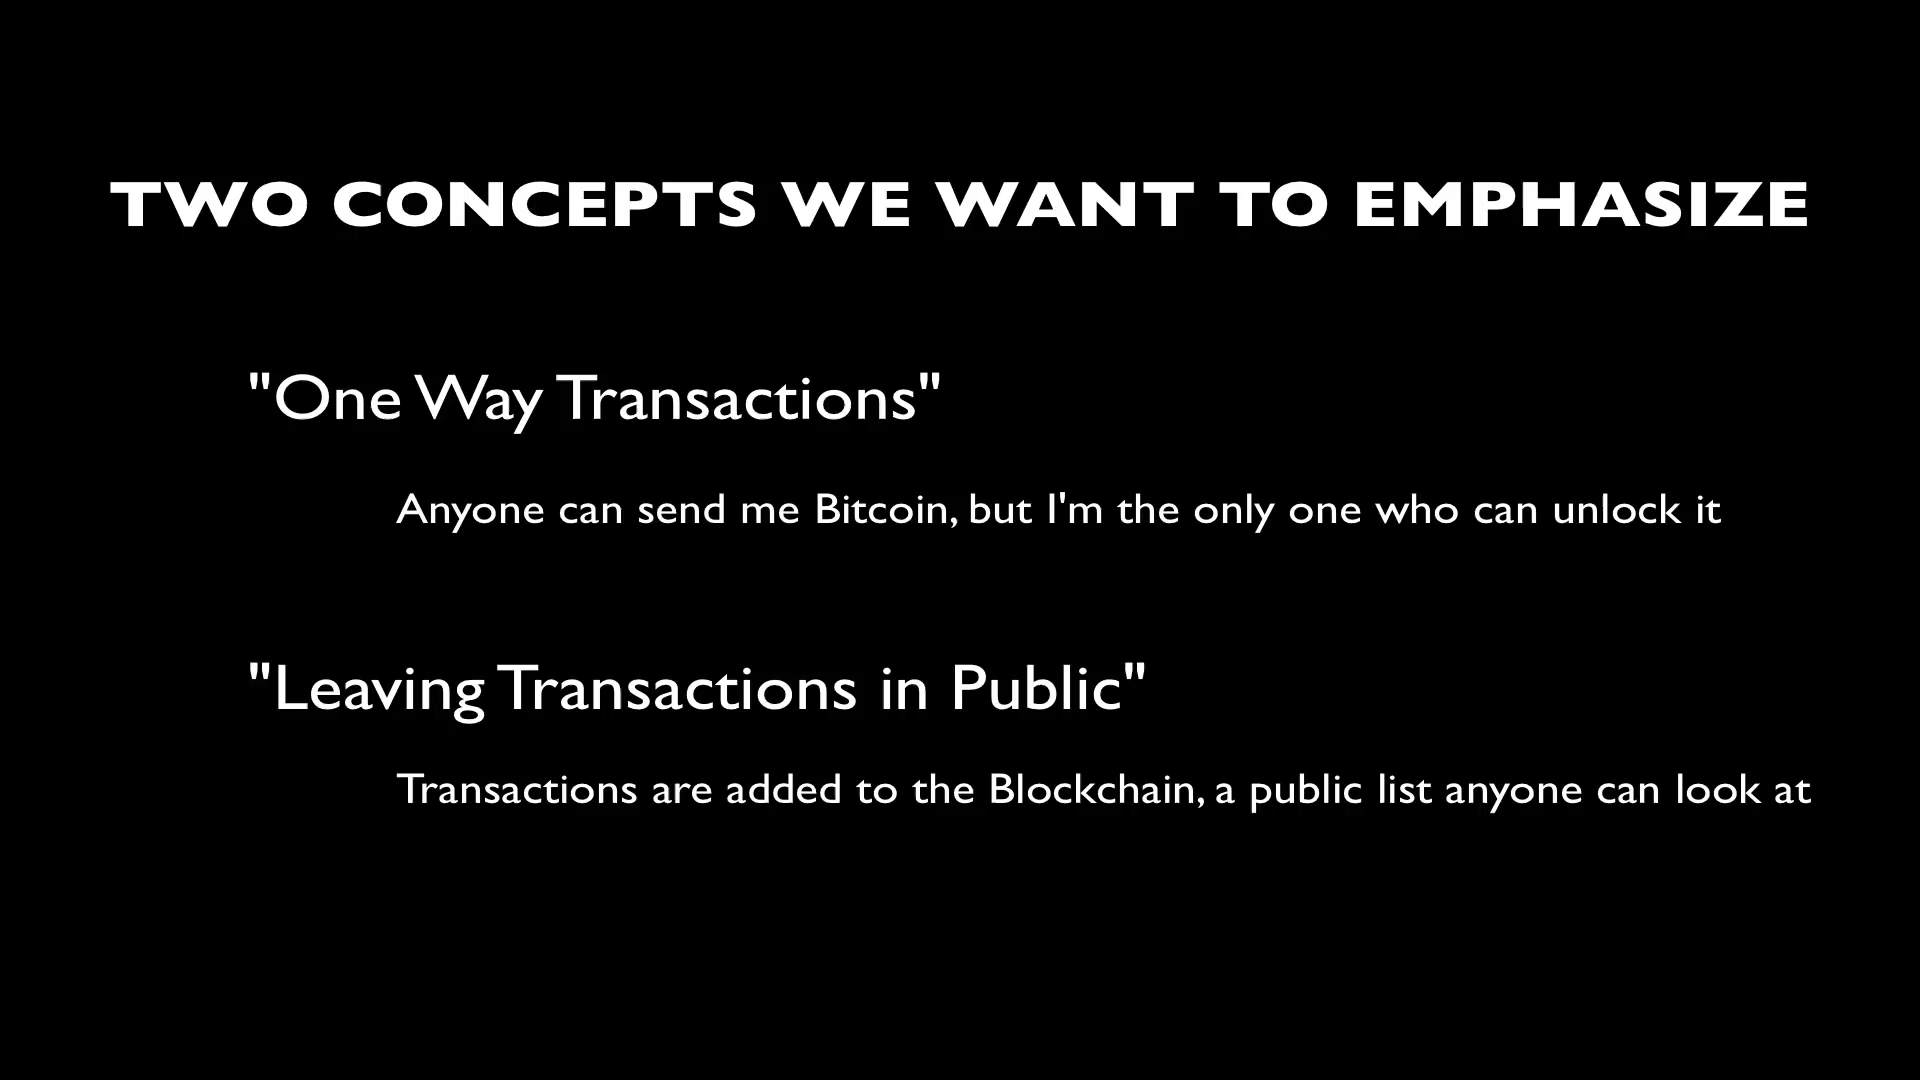 TWO CONCEPTS WE WANT TO EMPHASIZE
"One Way Transactions"
Anyone can send me Bitcoin, but I'm the only one who can unlock it
"Leaving Transactions in Public"
Transactions are added to the Blockchain, a public list anyone can look at